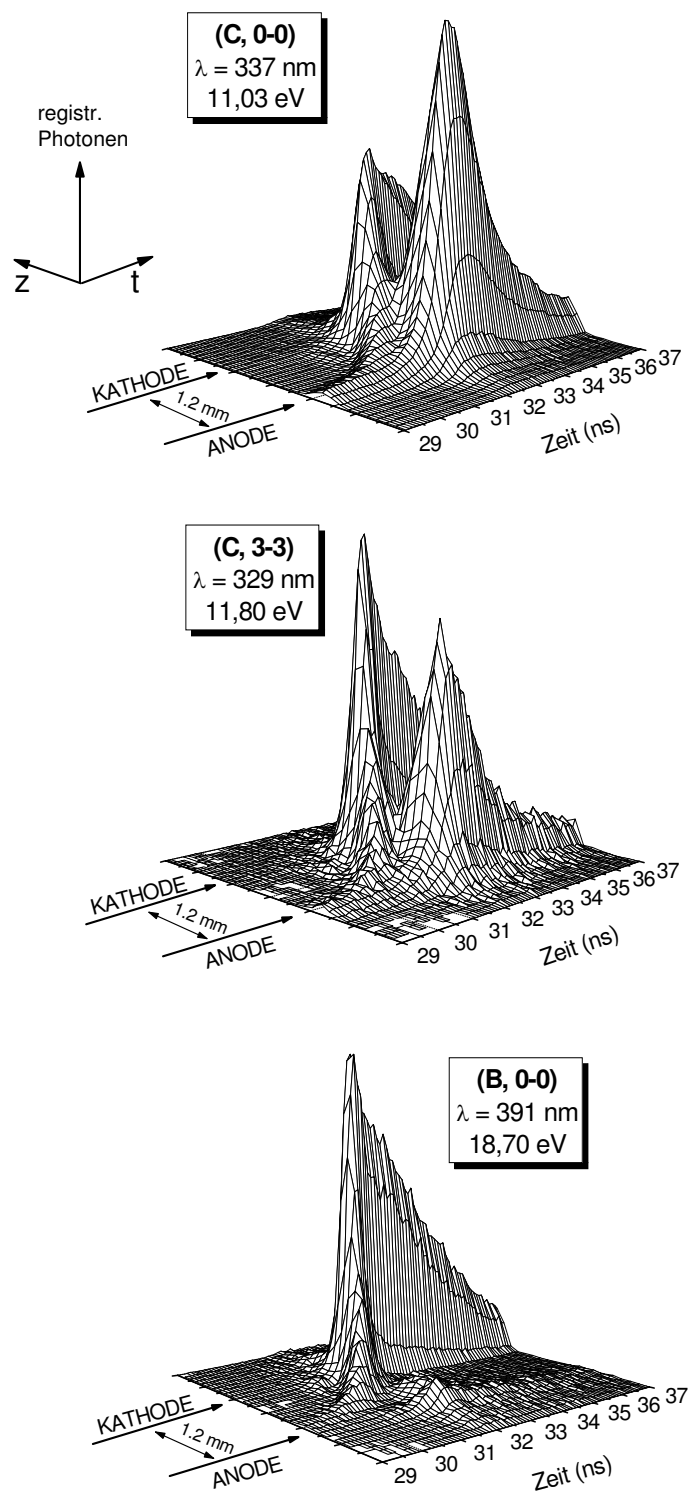 (C, 0-0)
λ = 337 nm
11,03 eV
registr.
Photonen
z
t
KATHODE
1.2 mm
ANODE
29 30 31 32 33 34 35 36 37
Zeit (ns)
(C, 3-3)
λ = 329 nm
11,80 eV
KATHODE
1.2 mm
ANODE
29 30 31 32 33 34 35 36 37
Zeit (ns)
(B, 0-0)
λ = 391 nm
18,70 eV
KATHODE
1.2 mm
ANODE
29 30 31 32 33 34 35 36 37
Zeit (ns)